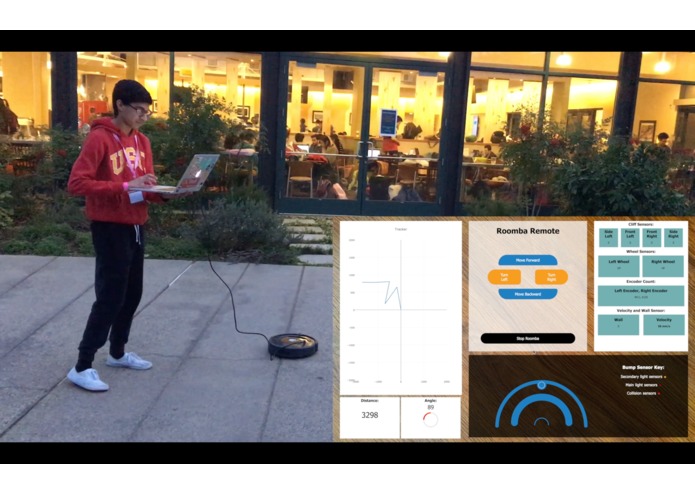 USC
Tracker
Distance:
3298
Angle:
89
Roomba Remote
Move Forward
Turn
Left
Turn
Right
Move Backward
Stop Roomba
Cliff Sensors:
Side
Left
Front
Left
Front
Right
Side
Right
Wheel Sensors:
Left Wheel
Right Wheel
Encoder Count:
Left Encoder, Right Encoder
Velocity and Wall Sensor:
Wall
Velocity
Bump Sensor Key:
Secondary light sensors
Main light sensors
Collision sensors